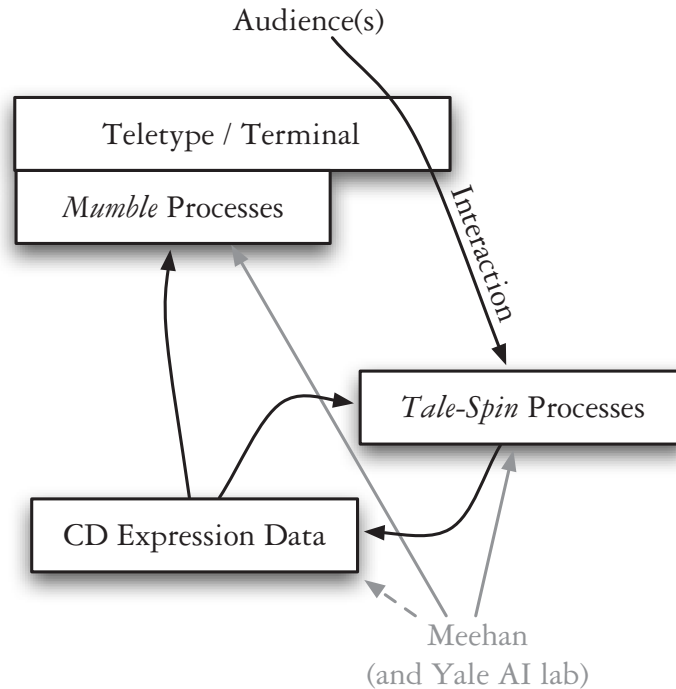 Audience(s)
Teletype / Terminal
Mumble Processes
Interaction
Tale-Spin Processes
CD Expression Data
Meehan
(and Yale AI lab)